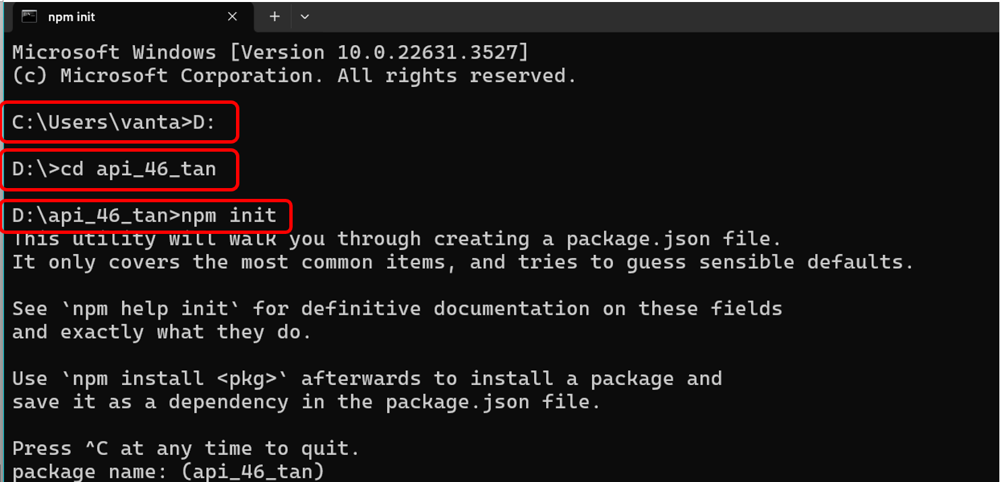 npm init
Microsoft Windows [Version 10.0.22631.3527]
(c) Microsoft Corporation. All rights reserved.
C:\Users\vanta>D:
D:\>cd api_46_tan
D:\api_46_tan>npm init
This utility will walk you through creating a package.json file.
It only covers the most common items, and tries to guess sensible defaults.
See `npm help init` for definitive documentation on these fields
and exactly what they do.
Use `npm install <pkg>` afterwards to install a package and
save it as a dependency in the package.json file.
Press ^C at any time to quit.
package name: (api_46_tan)